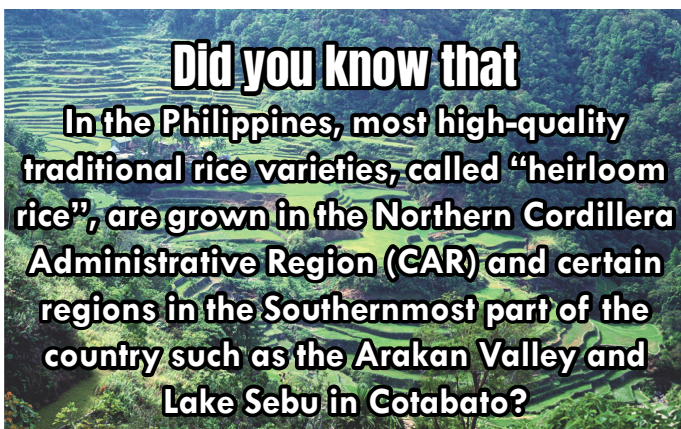 Did you know that
In the Philippines, most high-quality
traditional rice varieties, called “heirloom
rice”, are grown in the Northern Cordillera
Administrative Region (CAR) and certain
regions in the Southernmost part of the
country such as the Arakan Valley and
Lake Sebu in Cotabato?